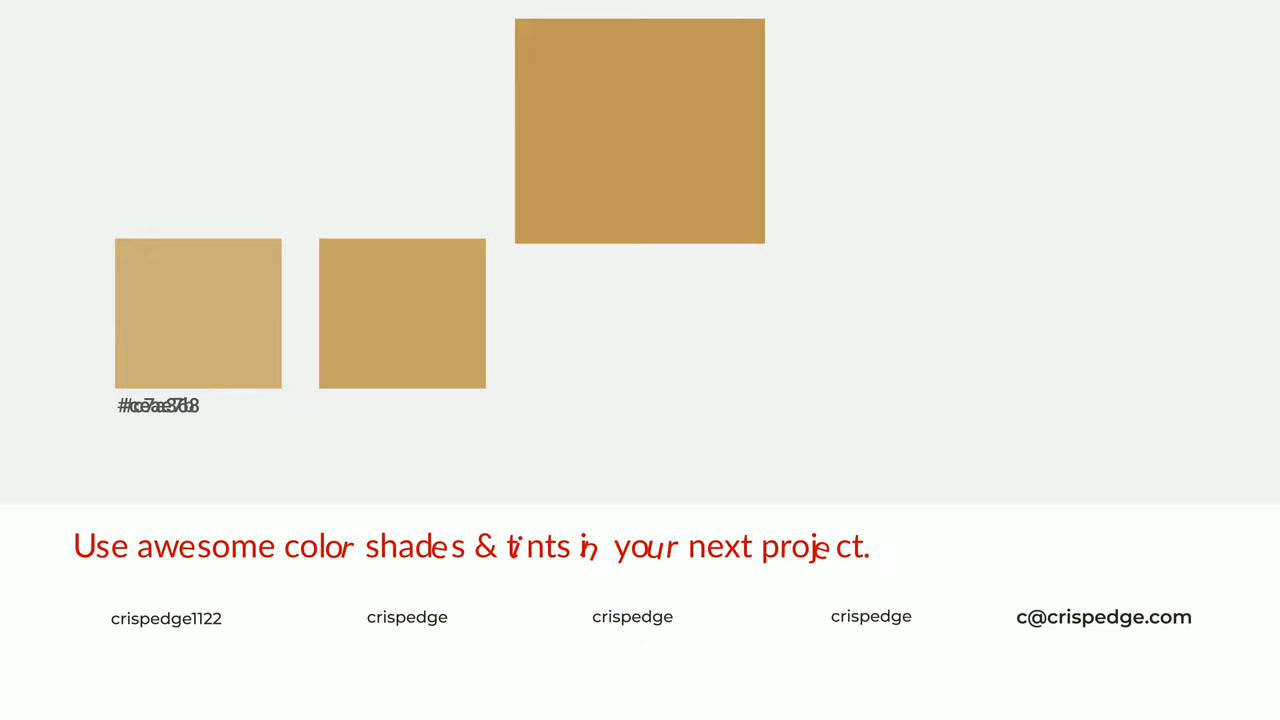 Use awesome color shades & tints in your next project.
crispedge1122 crispedge crispedge crispedge c@crispedge.com